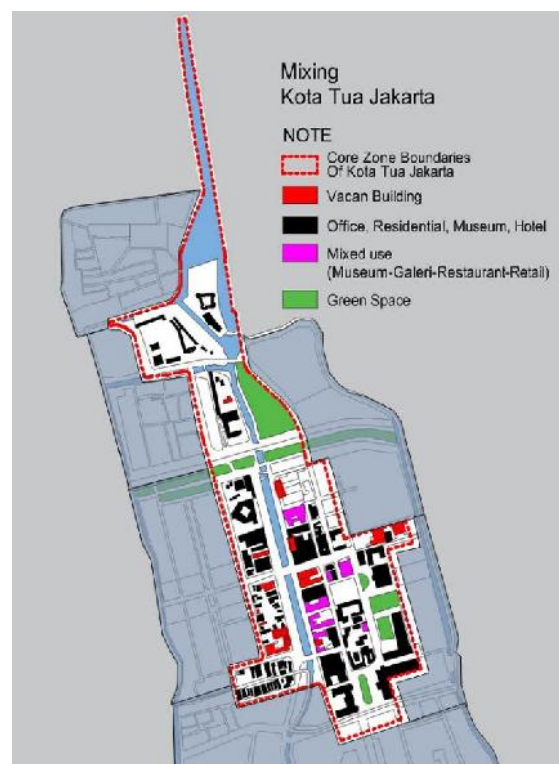 Mixing
Kota Tua Jakarta
NOTE
Core Zone Boundaries
Of Kota Tua Jakarta
Vacan Building
Office, Residential, Museum, Hotel
Mixed use
(Museum-Galeri-Restaurant-Retail)
Green Space